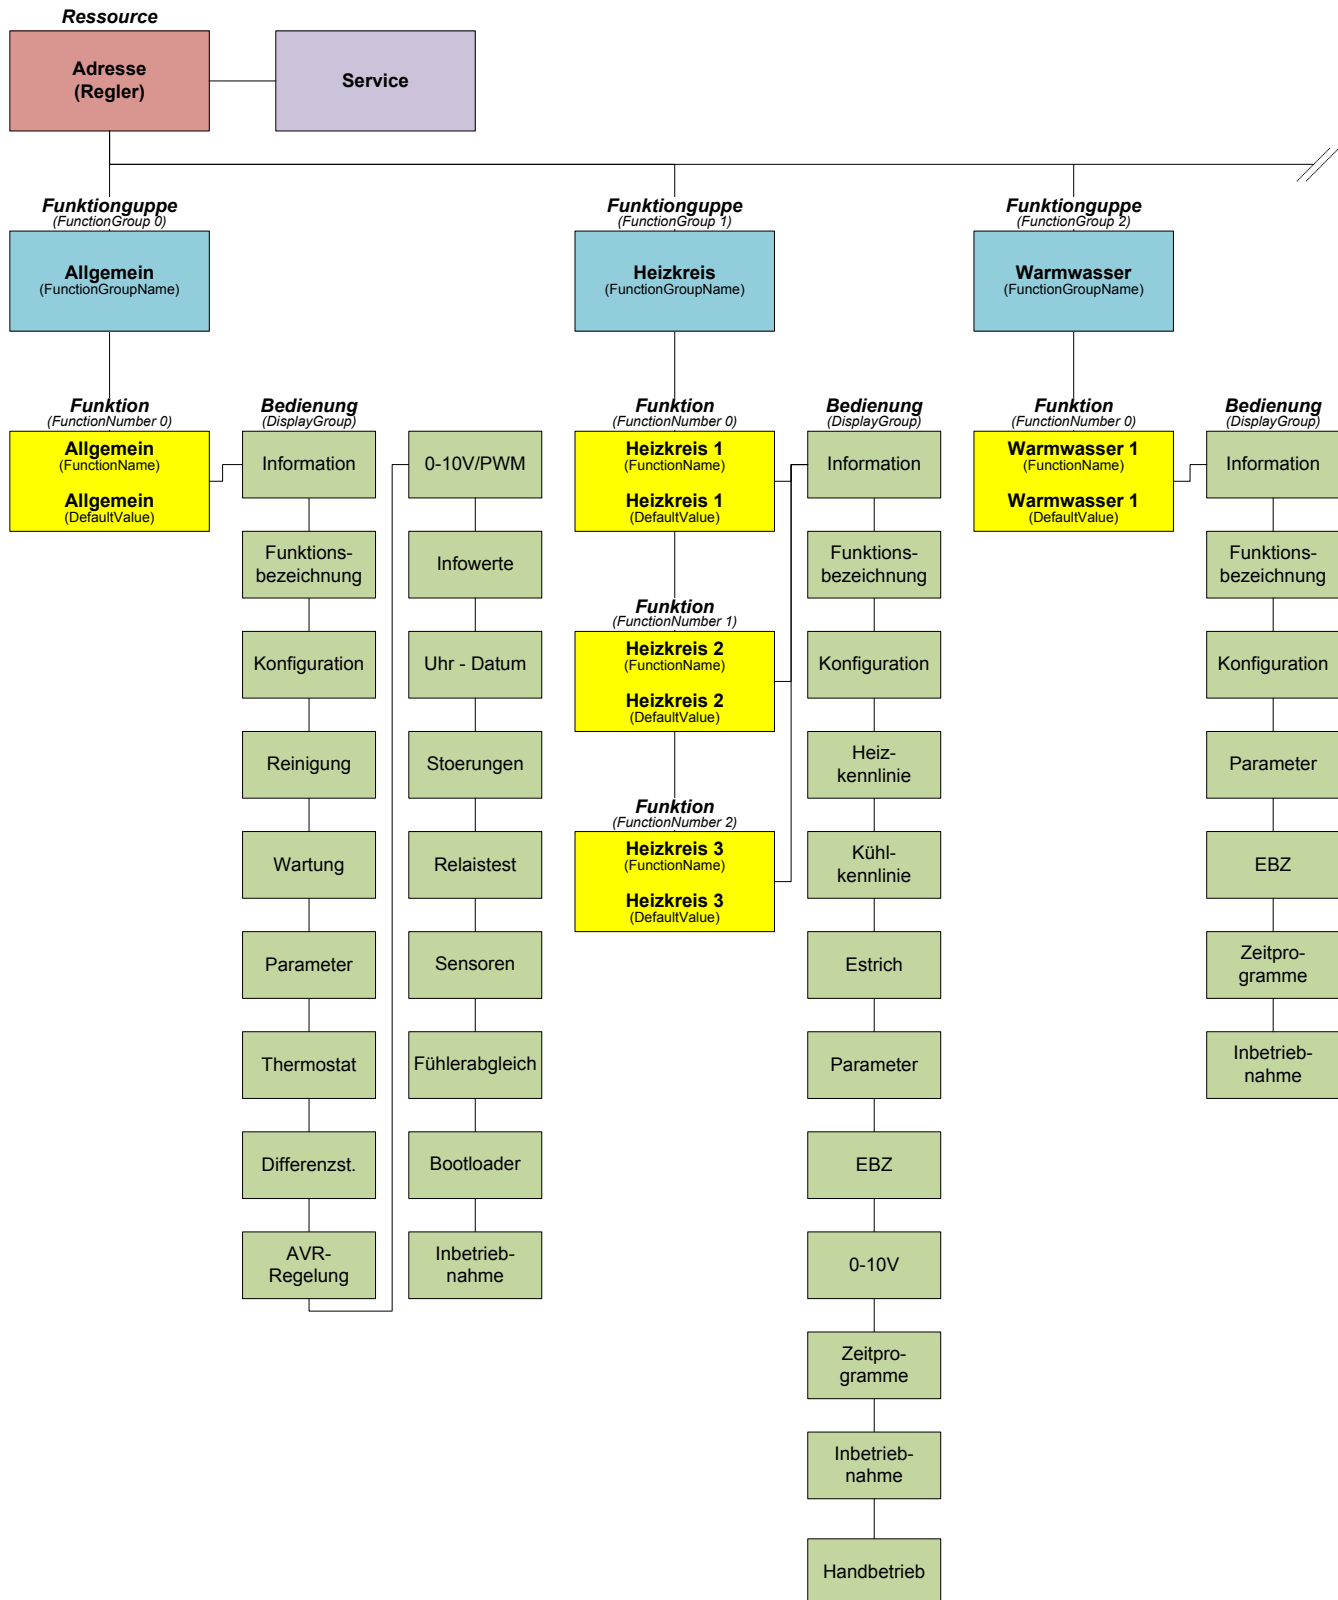 Ressource
Adresse
(Regler)
Service
Funktionguppe
(FunctionGroup 0)
Allgemein
(FunctionGroupName)
Funktionguppe
(FunctionGroup 1)
Heizkreis
(FunctionGroupName)
Funktionguppe
(FunctionGroup 2)
Warmwasser
(FunctionGroupName)
Funktion
(FunctionNumber 0)
Allgemein
(FunctionName)
Allgemein
(DefaultValue)
Bedienung
(DisplayGroup)
Information
Funktions-
bezeichnung
Konfiguration
Reinigung
Wartung
Parameter
Thermostat
Differenzst.
AVR-
Regelung
0-10V/PWM
Infowerte
Uhr - Datum
Stoerungen
Relaistest
Sensoren
Fühlerabgleich
Bootloader
Inbetrieb-
nahme
Funktion
(FunctionNumber 0)
Heizkreis 1
(FunctionName)
Heizkreis 1
(DefaultValue)
Funktion
(FunctionNumber 1)
Heizkreis 2
(FunctionName)
Heizkreis 2
(DefaultValue)
Funktion
(FunctionNumber 2)
Heizkreis 3
(FunctionName)
Heizkreis 3
(DefaultValue)
Bedienung
(DisplayGroup)
Information
Funktions-
bezeichnung
Konfiguration
Heiz-
kennlinie
Kühl-
kennlinie
Estrich
Parameter
EBZ
0-10V
Zeitpro-
gramme
Inbetrieb-
nahme
Handbetrieb
Funktion
(FunctionNumber 0)
Warmwasser 1
(FunctionName)
Warmwasser 1
(DefaultValue)
Bedienung
(DisplayGroup)
Information
Funktions-
bezeichnung
Konfiguration
Parameter
EBZ
Zeitpro-
gramme
Inbetrieb-
nahme